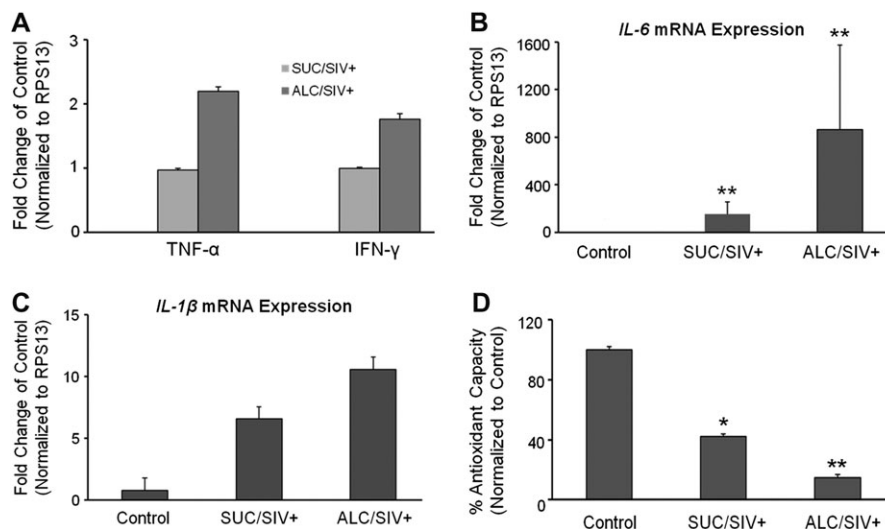 A
Fold Change of Control
(Normalized to RPS13)
3
2
1
0
SUC/SIV+
ALC/SIV+
TNF-α
IFN-γ
B
IL-6 mRNA Expression
Fold Change of Control
(Normalized to RPS13)
1600
1200
800
400
0
**
**
Control
SUC/SIV+
ALC/SIV+
C
IL-1β mRNA Expression
Fold Change of Control
(Normalized to RPS13)
15
10
5
0
Control
SUC/SIV+
ALC/SIV+
D
% Antioxidant Capacity
(Normalized to Control)
120
80
40
0
*
**
Control
SUC/SIV+
ALC/SIV+